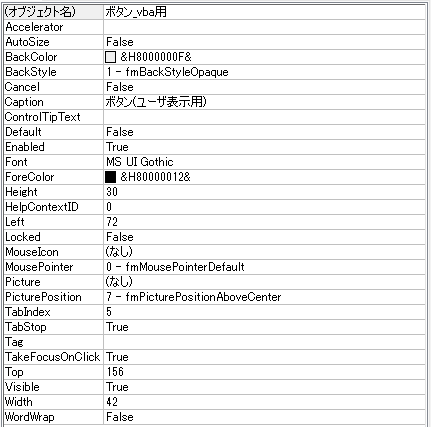 (オブジェクト名) ボタン_vba用
Accelerator
AutoSize False
BackColor &H8000000F&
BackStyle 1 - fmBackStyleOpaque
Cancel False
Caption ボタン(ユーザ表示用)
ControlTipText
Default False
Enabled True
Font MS UI Gothic
ForeColor &H80000012&
Height 30
HelpContextID 0
Left 72
Locked False
MouseIcon (なし)
MousePointer 0 - fmMousePointerDefault
Picture (なし)
PicturePosition 7 - fmPicturePositionAboveCenter
TabIndex 5
TabStop True
Tag
TakeFocusOnClick True
Top 156
Visible True
Width 42
WordWrap False